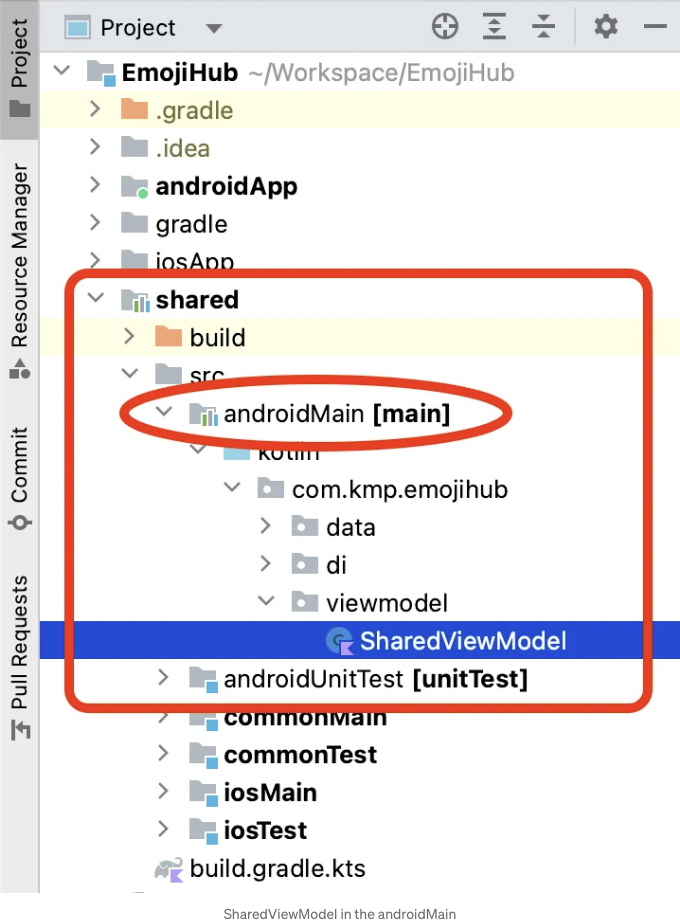 Project
Project
Resource Manager
Commit
Pull Requests
EmojiHub ~/Workspace/EmojiHub
.gradle
.idea
androidApp
gradle
iosApp
shared
build
src
androidMain [main]
kotlin
com.kmp.emojihub
data
di
viewmodel
SharedViewModel
androidUnitTest [unitTest]
commonMain
commonTest
iosMain
iosTest
build.gradle.kts
SharedViewModel in the androidMain